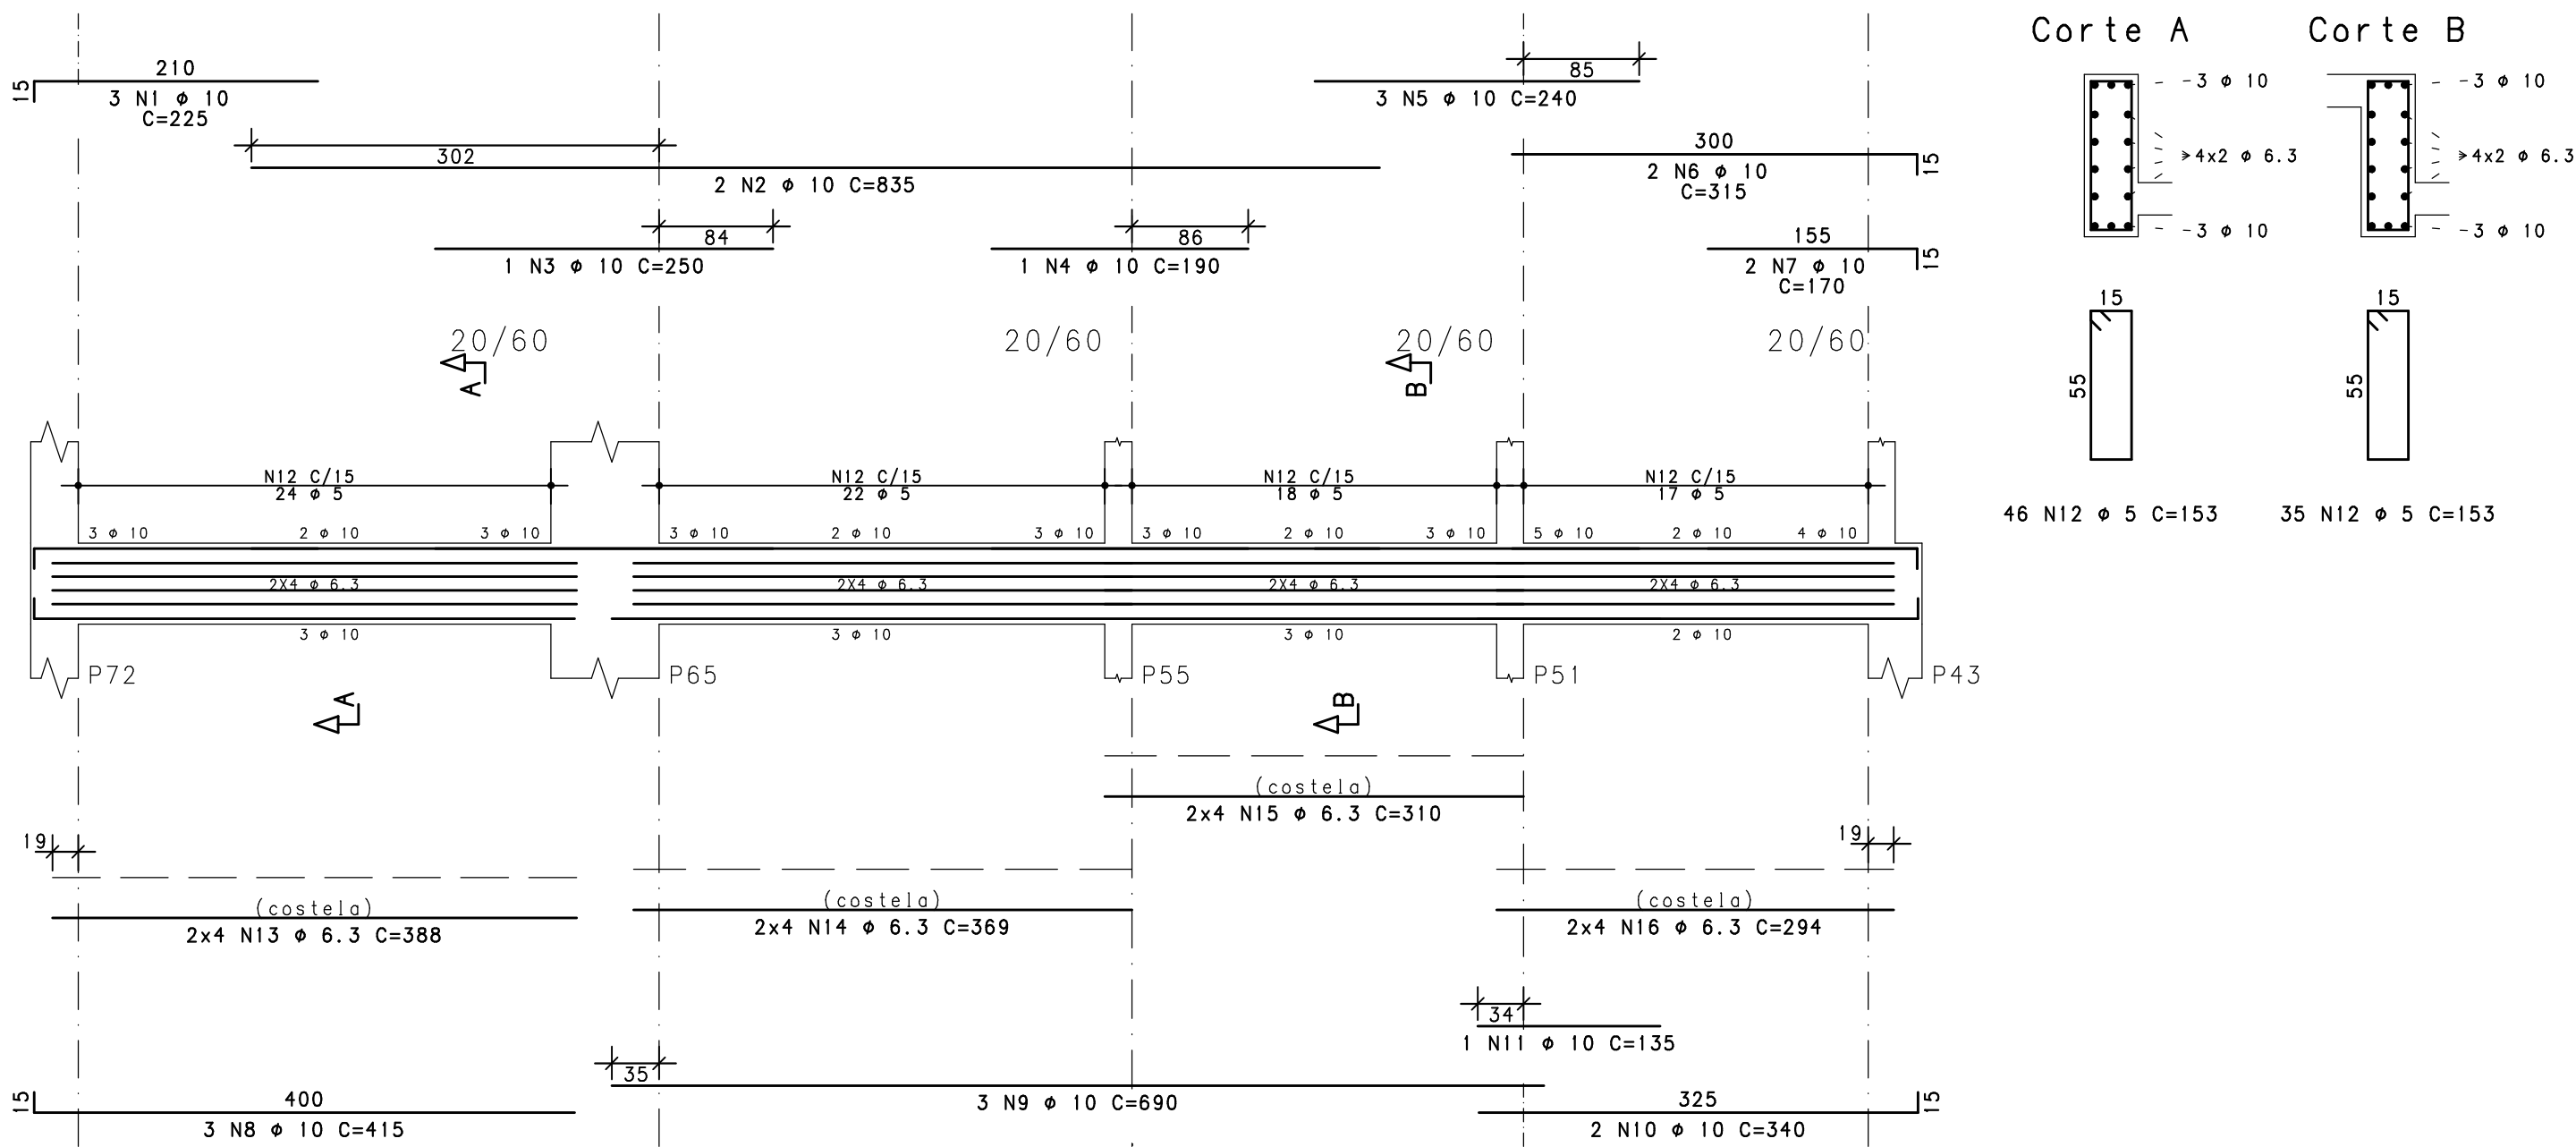 Corte A
Corte B
210
15
3 N1 ϕ 10
C=225
85
3 N5 ϕ 10 C=240
302
2 N2 ϕ 10 C=835
300
15
2 N6 ϕ 10
C=315
84
1 N3 ϕ 10 C=250
86
1 N4 ϕ 10 C=190
155
15
2 N7 ϕ 10
C=170
3 ϕ 10
4x2 ϕ 6.3
3 ϕ 10
3 ϕ 10
4x2 ϕ 6.3
3 ϕ 10
15
55
46 N12 ϕ 5 C=153
15
55
35 N12 ϕ 5 C=153
20/60
20/60
20/60
20/60
A
B
N12 C/15
24 ϕ 5
N12 C/15
22 ϕ 5
N12 C/15
18 ϕ 5
N12 C/15
17 ϕ 5
3 ϕ 10
2 ϕ 10
3 ϕ 10
3 ϕ 10
2 ϕ 10
3 ϕ 10
3 ϕ 10
2 ϕ 10
3 ϕ 10
5 ϕ 10
2 ϕ 10
4 ϕ 10
2X4 ϕ 6.3
2X4 ϕ 6.3
2X4 ϕ 6.3
2X4 ϕ 6.3
3 ϕ 10
3 ϕ 10
3 ϕ 10
2 ϕ 10
P72
P65
P55
P51
P43
A
B
(costela)
2x4 N15 ϕ 6.3 C=310
19
(costela)
2x4 N13 ϕ 6.3 C=388
(costela)
2x4 N14 ϕ 6.3 C=369
19
(costela)
2x4 N16 ϕ 6.3 C=294
34
1 N11 ϕ 10 C=135
35
3 N9 ϕ 10 C=690
15
400
3 N8 ϕ 10 C=415
325
15
2 N10 ϕ 10 C=340